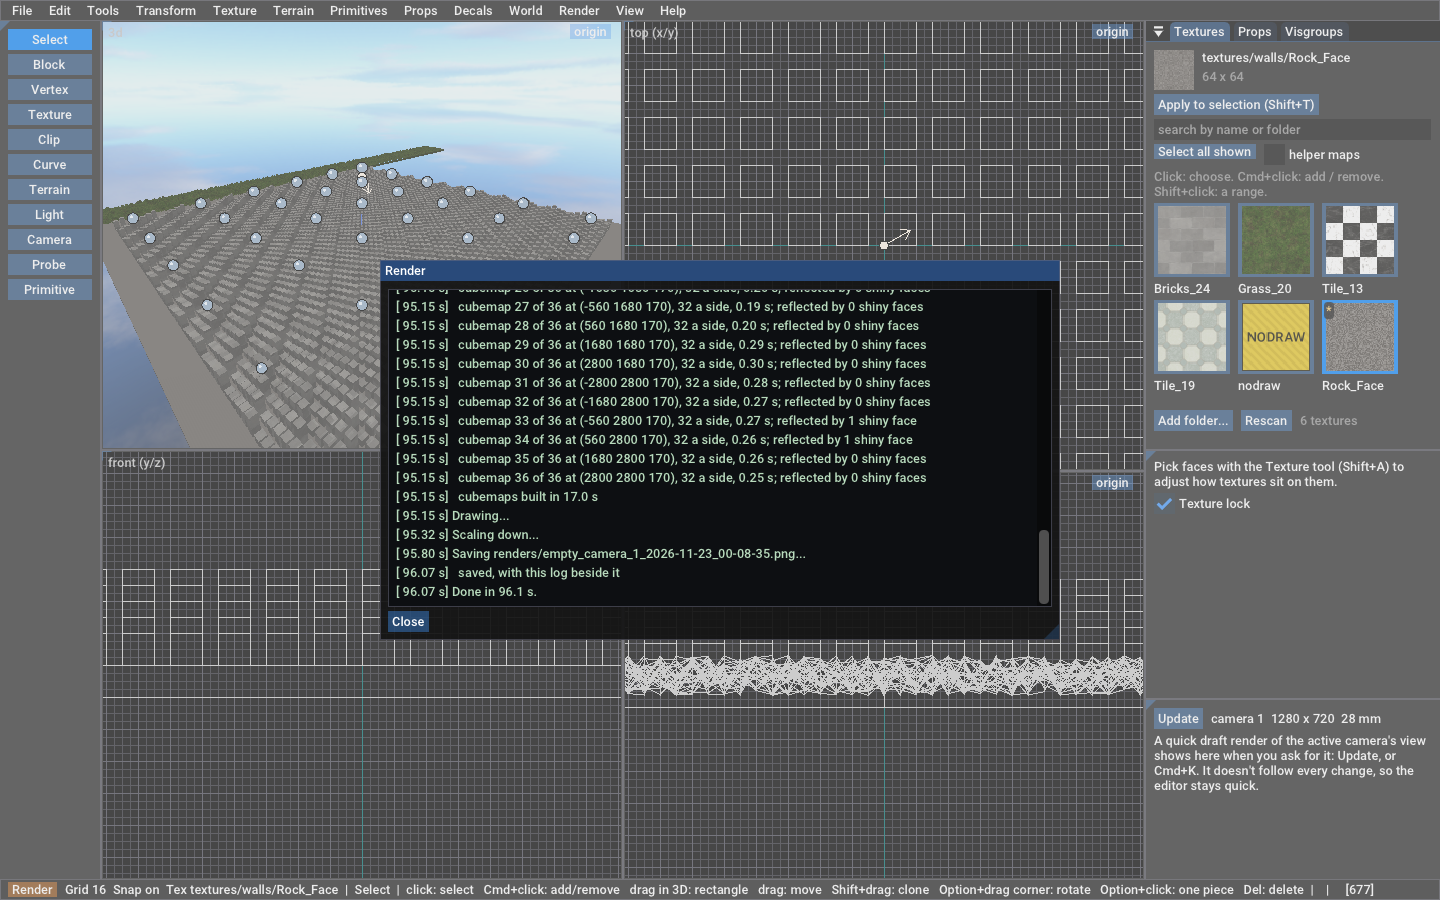 File Edit Tools Transform Texture Terrain Primitives Props Decals World Render View Help
Select
Block
Vertex
Texture
Clip
Curve
Terrain
Light
Camera
Probe
Primitive
origin
top (x/y)
origin
front (y/z)
origin
Render
[ 95.15 s] cubemap 27 of 36 at (-560 1680 170), 32 a side, 0.19 s; reflected by 0 shiny faces
[ 95.15 s] cubemap 28 of 36 at (560 1680 170), 32 a side, 0.20 s; reflected by 0 shiny faces
[ 95.15 s] cubemap 29 of 36 at (1680 1680 170), 32 a side, 0.29 s; reflected by 0 shiny faces
[ 95.15 s] cubemap 30 of 36 at (2800 1680 170), 32 a side, 0.30 s; reflected by 0 shiny faces
[ 95.15 s] cubemap 31 of 36 at (-2800 2800 170), 32 a side, 0.28 s; reflected by 0 shiny faces
[ 95.15 s] cubemap 32 of 36 at (-1680 2800 170), 32 a side, 0.27 s; reflected by 0 shiny faces
[ 95.15 s] cubemap 33 of 36 at (-560 2800 170), 32 a side, 0.27 s; reflected by 1 shiny face
[ 95.15 s] cubemap 34 of 36 at (560 2800 170), 32 a side, 0.26 s; reflected by 1 shiny face
[ 95.15 s] cubemap 35 of 36 at (1680 2800 170), 32 a side, 0.26 s; reflected by 0 shiny faces
[ 95.15 s] cubemap 36 of 36 at (2800 2800 170), 32 a side, 0.25 s; reflected by 0 shiny faces
[ 95.15 s] cubemaps built in 17.0 s
[ 95.15 s] Drawing...
[ 95.32 s] Scaling down...
[ 95.80 s] Saving renders/empty_camera_1_2026-11-23_00-08-35.png...
[ 96.07 s] saved, with this log beside it
[ 96.07 s] Done in 96.1 s.
Close
Textures Props Visgroups
textures/walls/Rock_Face
64 x 64
Apply to selection (Shift+T)
search by name or folder
Select all shown helper maps
Click: choose. Cmd+click: add / remove.
Shift+click: a range.
Bricks_24 Grass_20 Tile_13
NODRAW
*
Tile_19 nodraw Rock_Face
Add folder... Rescan 6 textures
Pick faces with the Texture tool (Shift+A) to
adjust how textures sit on them.
Texture lock
Update camera 1 1280 x 720 28 mm
A quick draft render of the active camera's view
shows here when you ask for it: Update, or
Cmd+K. It doesn't follow every change, so the
editor stays quick.
Render Grid 16 Snap on Tex textures/walls/Rock_Face | Select | click: select Cmd+click: add/remove drag in 3D: rectangle drag: move Shift+drag: clone Option+drag corner: rotate Option+click: one piece Del: delete | | [677]